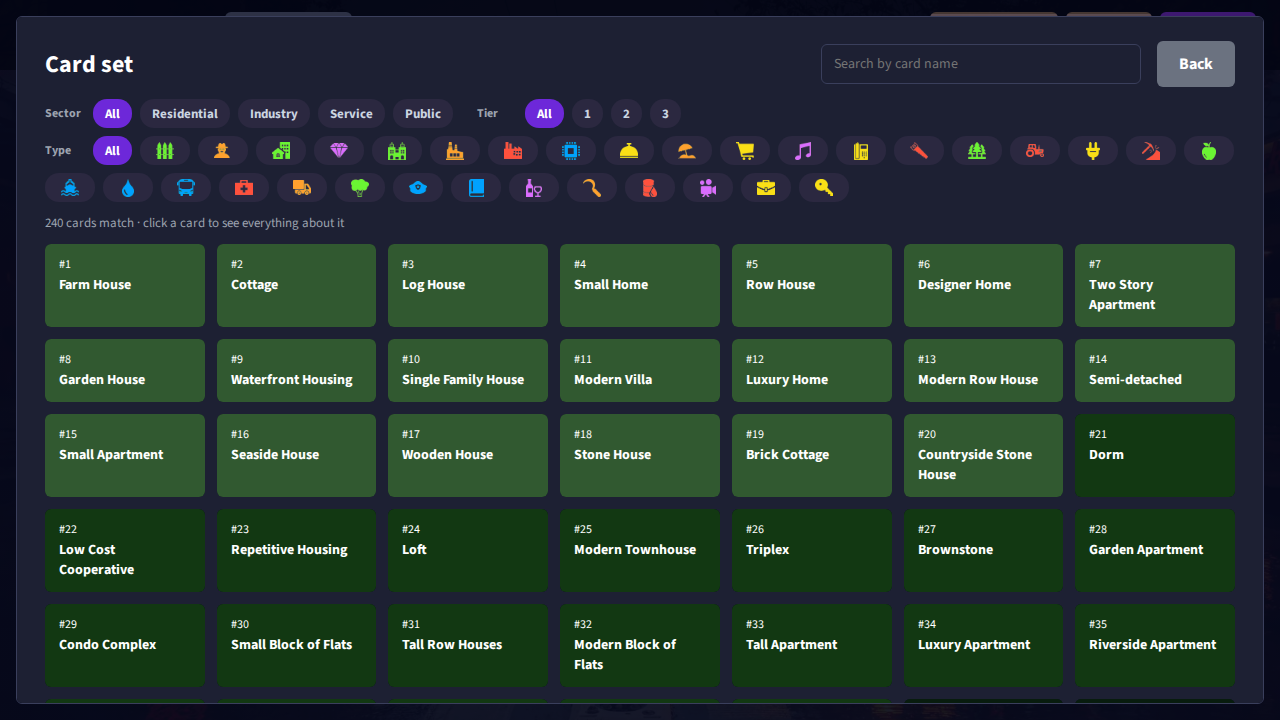 Card set
Search by card name
Back
Sector All Residential Industry Service Public Tier All 1 2 3
Type All
240 cards match · click a card to see everything about it
#1 #2 #3 #4 #5 #6 #7
Farm House Cottage Log House Small Home Row House Designer Home Two Story
Apartment
#8 #9 #10 #11 #12 #13 #14
Garden House Waterfront Housing Single Family House Modern Villa Luxury Home Modern Row House Semi-detached
#15 #16 #17 #18 #19 #20 #21
Small Apartment Seaside House Wooden House Stone House Brick Cottage Countryside Stone Dorm
House
#22 #23 #24 #25 #26 #27 #28
Low Cost Repetitive Housing Loft Modern Townhouse Triplex Brownstone Garden Apartment
Cooperative
#29 #30 #31 #32 #33 #34 #35
Condo Complex Small Block of Flats Tall Row Houses Modern Block of Tall Apartment Luxury Apartment Riverside Apartment
Flats